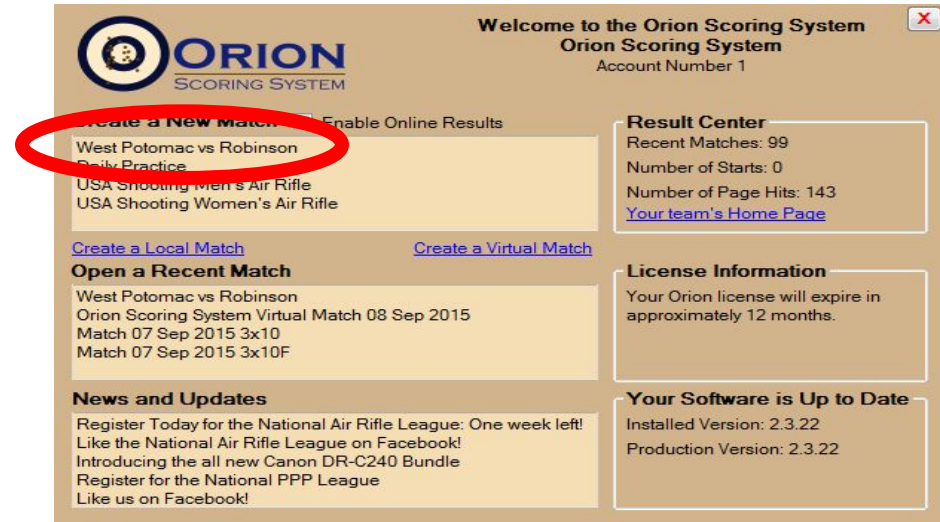 ORION
SCORING SYSTEM
Welcome to the Orion Scoring System
Orion Scoring System
Account Number 1
X
Create a New Match
Enable Online Results
West Potomac vs Robinson
Daily Practice
USA Shooting Men's Air Rifle
USA Shooting Women's Air Rifle
Create a Local Match
Create a Virtual Match
Open a Recent Match
West Potomac vs Robinson
Orion Scoring System Virtual Match 08 Sep 2015
Match 07 Sep 2015 3x10
Match 07 Sep 2015 3x10F
News and Updates
Register Today for the National Air Rifle League: One week left!
Like the National Air Rifle League on Facebook!
Introducing the all new Canon DR-C240 Bundle
Register for the National PPP League
Like us on Facebook!
Result Center
Recent Matches: 99
Number of Starts: 0
Number of Page Hits: 143
Your team's Home Page
License Information
Your Orion license will expire in
approximately 12 months.
Your Software is Up to Date
Installed Version: 2.3.22
Production Version: 2.3.22